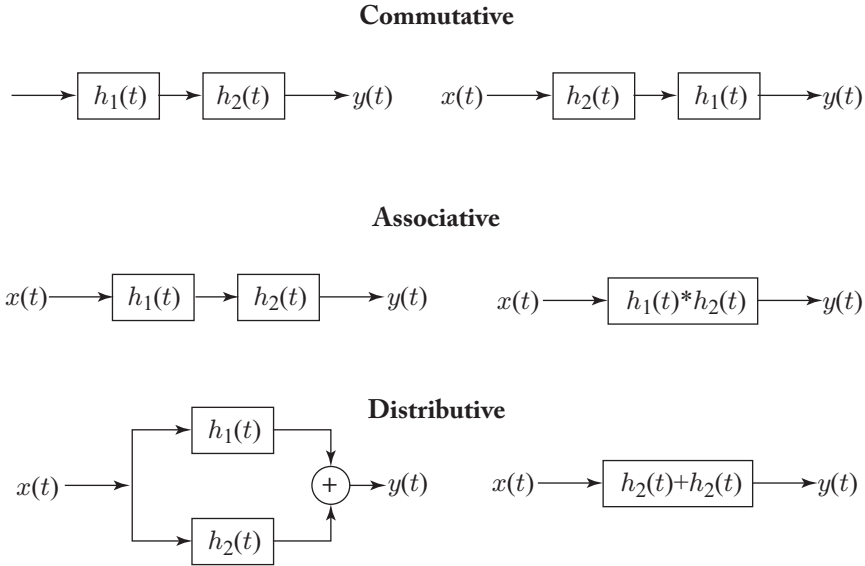 Commutative
h₁(t) h₂(t) y(t) x(t) h₂(t) h₁(t) y(t)
Associative
x(t) h₁(t) h₂(t) y(t) x(t) h₁(t)*h₂(t) y(t)
Distributive
h₁(t)
x(t) + y(t) x(t) h₂(t)+h₂(t) y(t)
h₂(t)